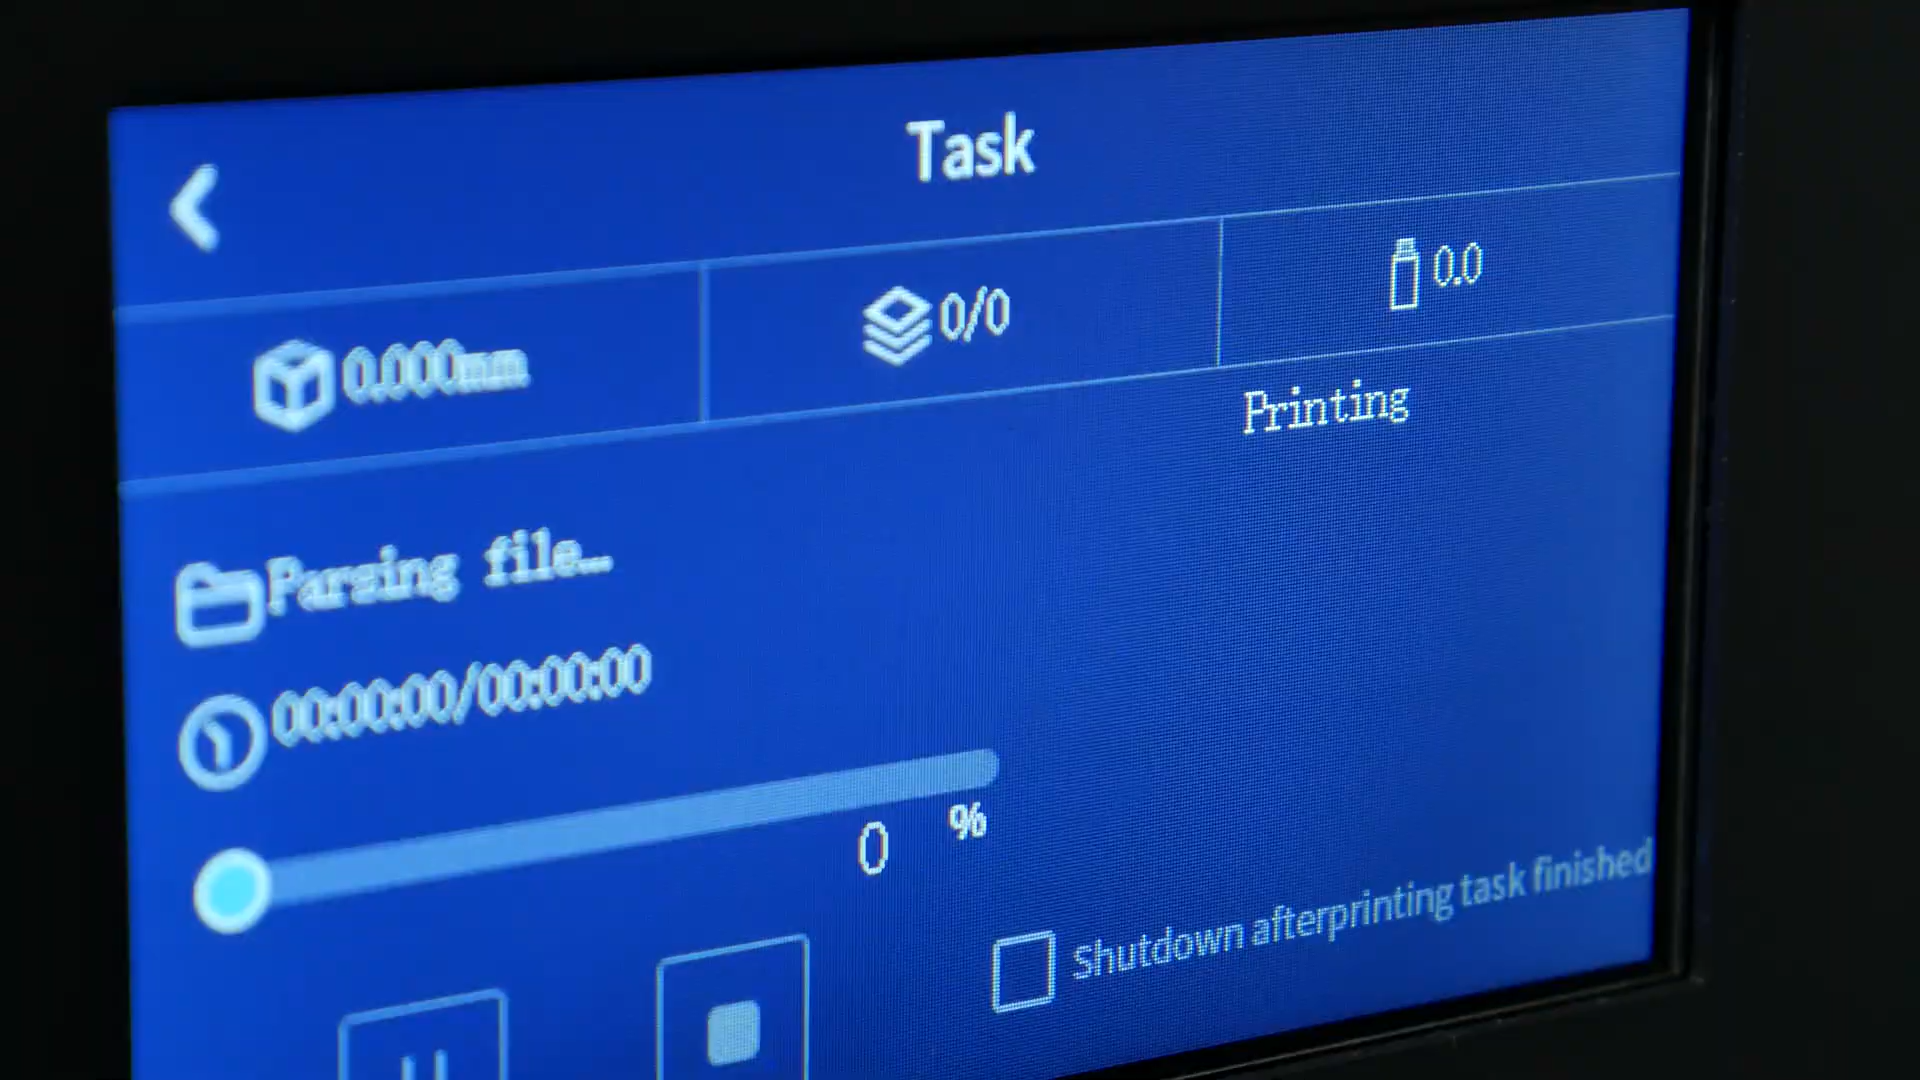 Task
0.000mm
0/0
0.0
Printing
Parsing file…
00:00:00/00:00:00
0 %
Shutdown afterprinting task finished